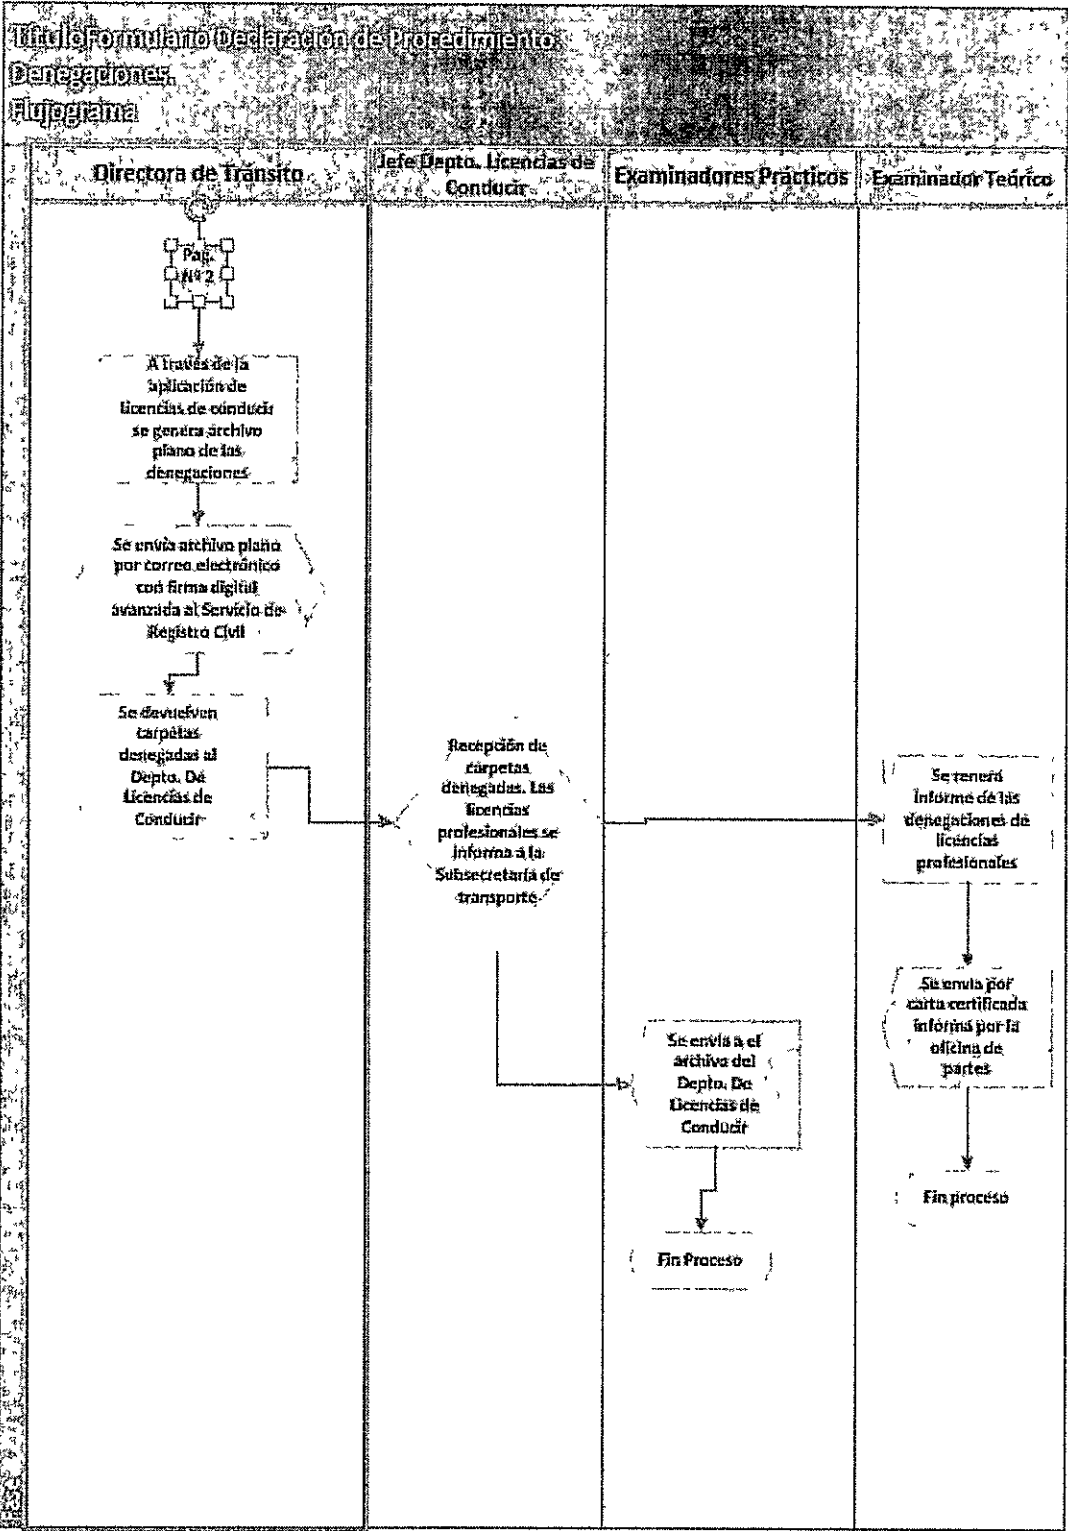 TituloFormulario Declaración de Procedimiento
Denegaciones.
Flujograma
Directora de Tránsito
Jefe Depto. Licencias de
Conducir
Examinadores Prácticos
Examinador Teórico
Pag.
Nº 2
A través de la
aplicación de
licencias de conducir
se genera archivo
plano de las
denegaciones
Se envía archivo plano
por correo electrónico
con firma digital
avanzada al Servicio de
Registro Civil
Se devuelven
carpetas
denegadas al
Depto. De
Licencias de
Conducir
Recepción de
carpetas
denegadas. Las
licencias
profesionales se
informa a la
Subsecretaría de
transporte
Se renera
informe de las
denegaciones de
licencias
profesionales
Se envia por
carta certificada
informa por la
oficina de
partes
Se envía a el
archivo del
Depto. De
Licencias de
Conducir
Fin proceso
Fin Proceso